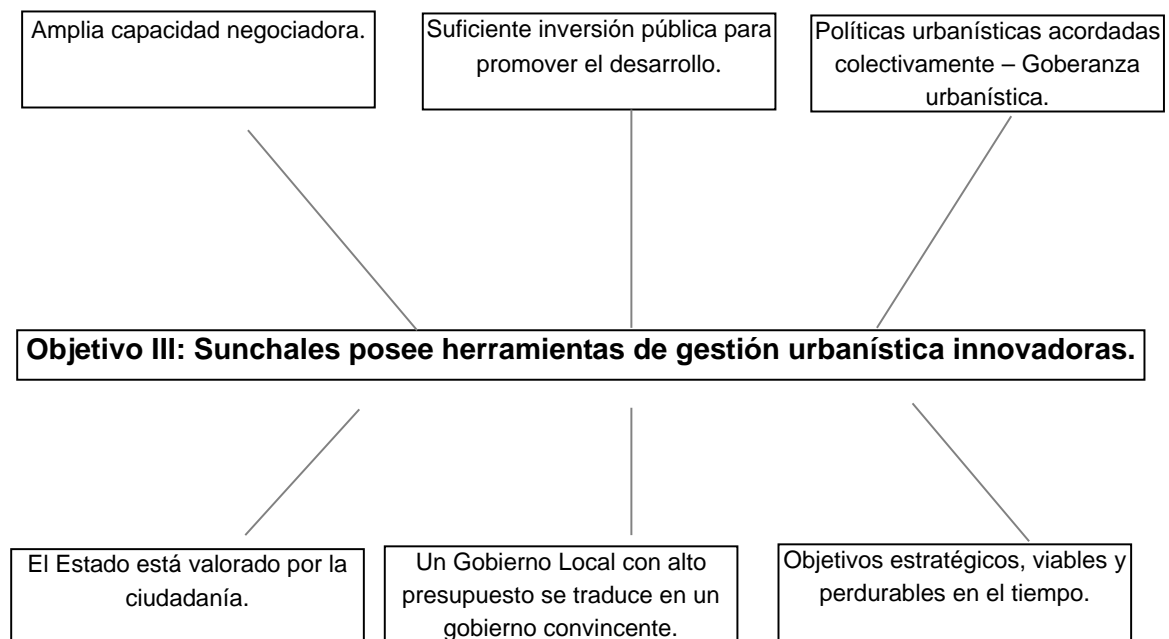 Amplia capacidad negociadora.
Suficiente inversión pública para
promover el desarrollo.
Políticas urbanísticas acordadas
colectivamente – Goberanza
urbanística.
Objetivo III: Sunchales posee herramientas de gestión urbanística innovadoras.
El Estado está valorado por la
ciudadanía.
Un Gobierno Local con alto
presupuesto se traduce en un
gobierno convincente.
Objetivos estratégicos, viables y
perdurables en el tiempo.